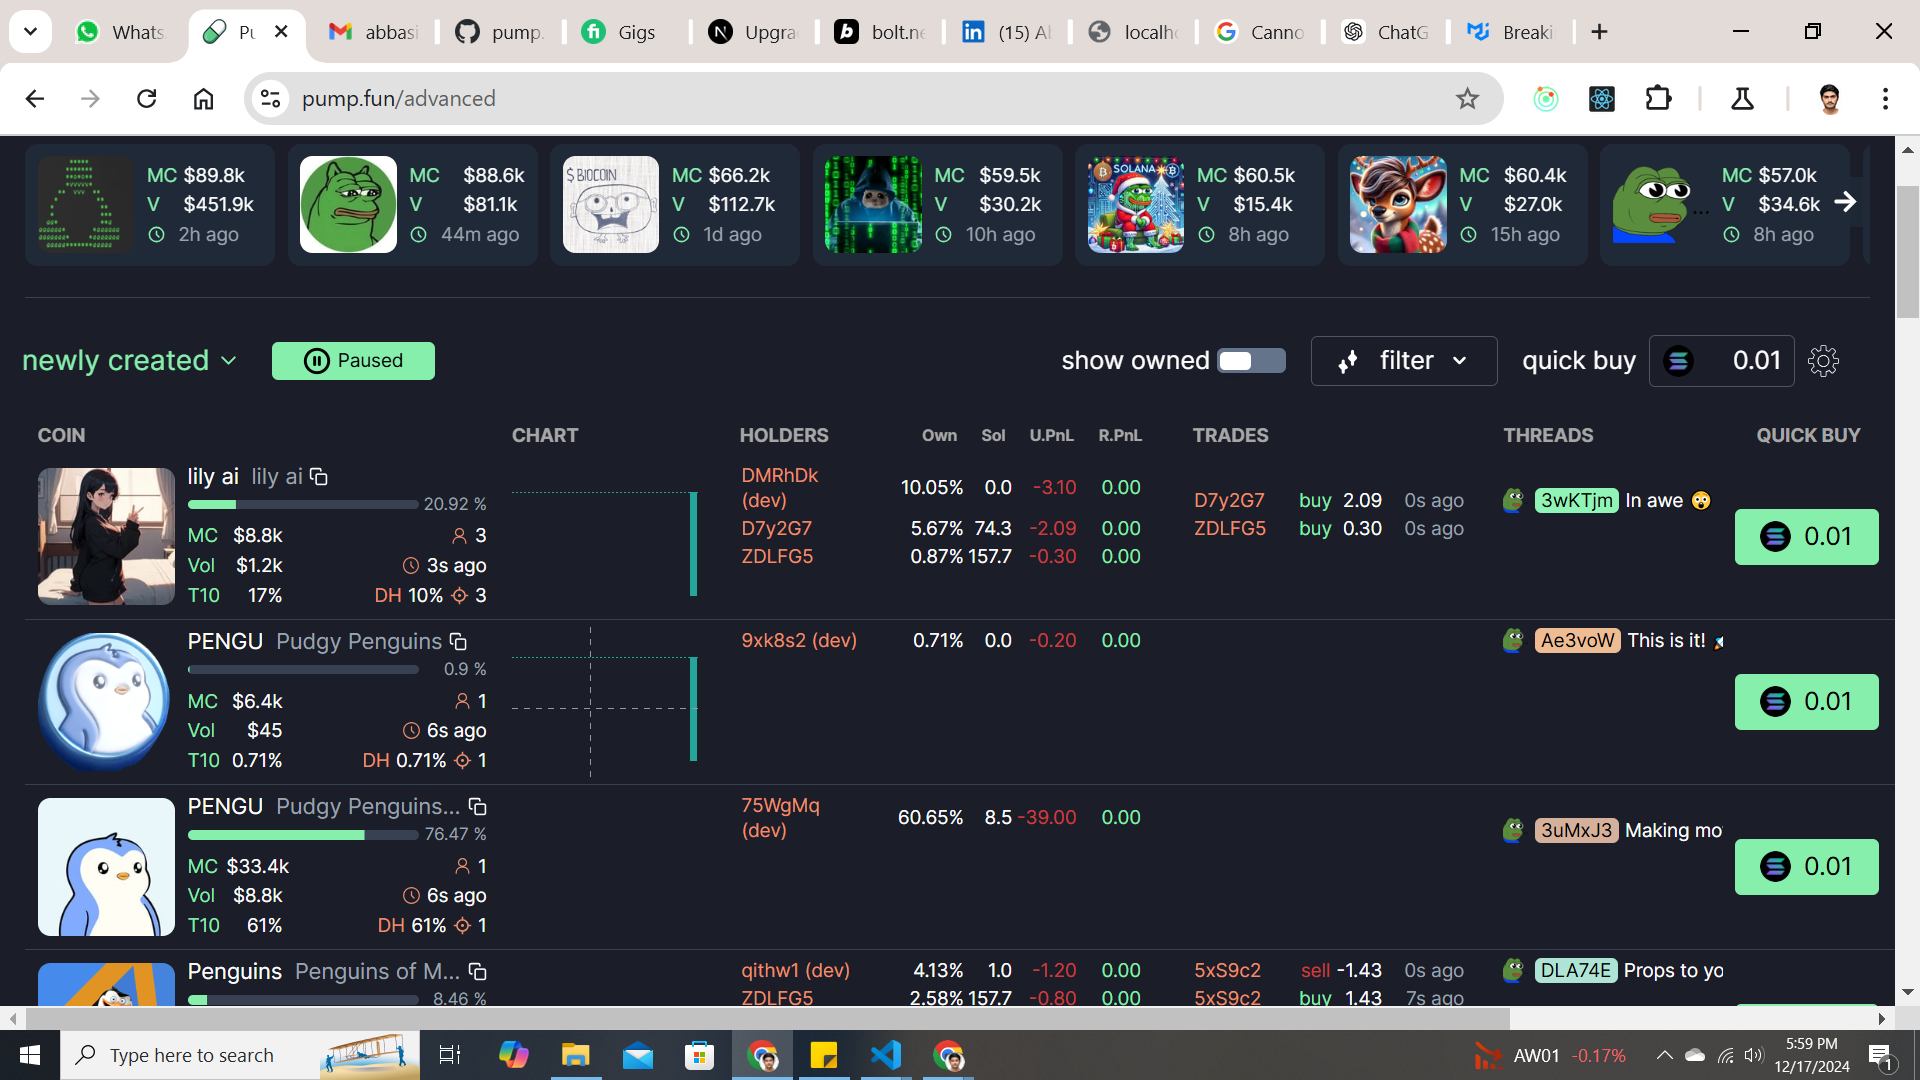 Whats
Pu
abbasi
pump.
Gigs
Upgra
bolt.ne
(15) Al
localho
Canno
ChatG
Breaki
pump.fun/advanced
MC $89.8k
V $451.9k
2h ago
MC $88.6k
V $81.1k
44m ago
$BIOCOIN
MC $66.2k
V $112.7k
1d ago
MC $59.5k
V $30.2k
10h ago
SOLANA
MC $60.5k
V $15.4k
8h ago
MC $60.4k
V $27.0k
15h ago
...
MC $57.0k
V $34.6k
8h ago
newly created
Paused
show owned
filter
quick buy
0.01
COIN CHART HOLDERS Own Sol U.PnL R.PnL TRADES THREADS QUICK BUY
lily ai lily ai
20.92 %
MC $8.8k 3
Vol $1.2k 3s ago
T10 17% DH 10% 3
DMRhDk (dev) 10.05% 0.0 -3.10 0.00
D7y2G7 5.67% 74.3 -2.09 0.00
ZDLFG5 0.87% 157.7 -0.30 0.00
D7y2G7 buy 2.09 0s ago
ZDLFG5 buy 0.30 0s ago
3wKTjm In awe 😲
0.01
PENGU Pudgy Penguins
0.9 %
MC $6.4k 1
Vol $45 6s ago
T10 0.71% DH 0.71% 1
9xk8s2 (dev) 0.71% 0.0 -0.20 0.00
Ae3voW This is it!
0.01
PENGU Pudgy Penguins...
76.47 %
MC $33.4k 1
Vol $8.8k 6s ago
T10 61% DH 61% 1
75WgMq (dev) 60.65% 8.5 -39.00 0.00
3uMxJ3 Making mo
0.01
Penguins Penguins of M...
8.46 %
qithw1 (dev) 4.13% 1.0 -1.20 0.00
ZDLFG5 2.58% 157.7 -0.80 0.00
5xS9c2 sell -1.43 0s ago
5xS9c2 buy 1.43 7s ago
DLA74E Props to yo
Type here to search
AW01 -0.17%
5:59 PM
12/17/2024
1